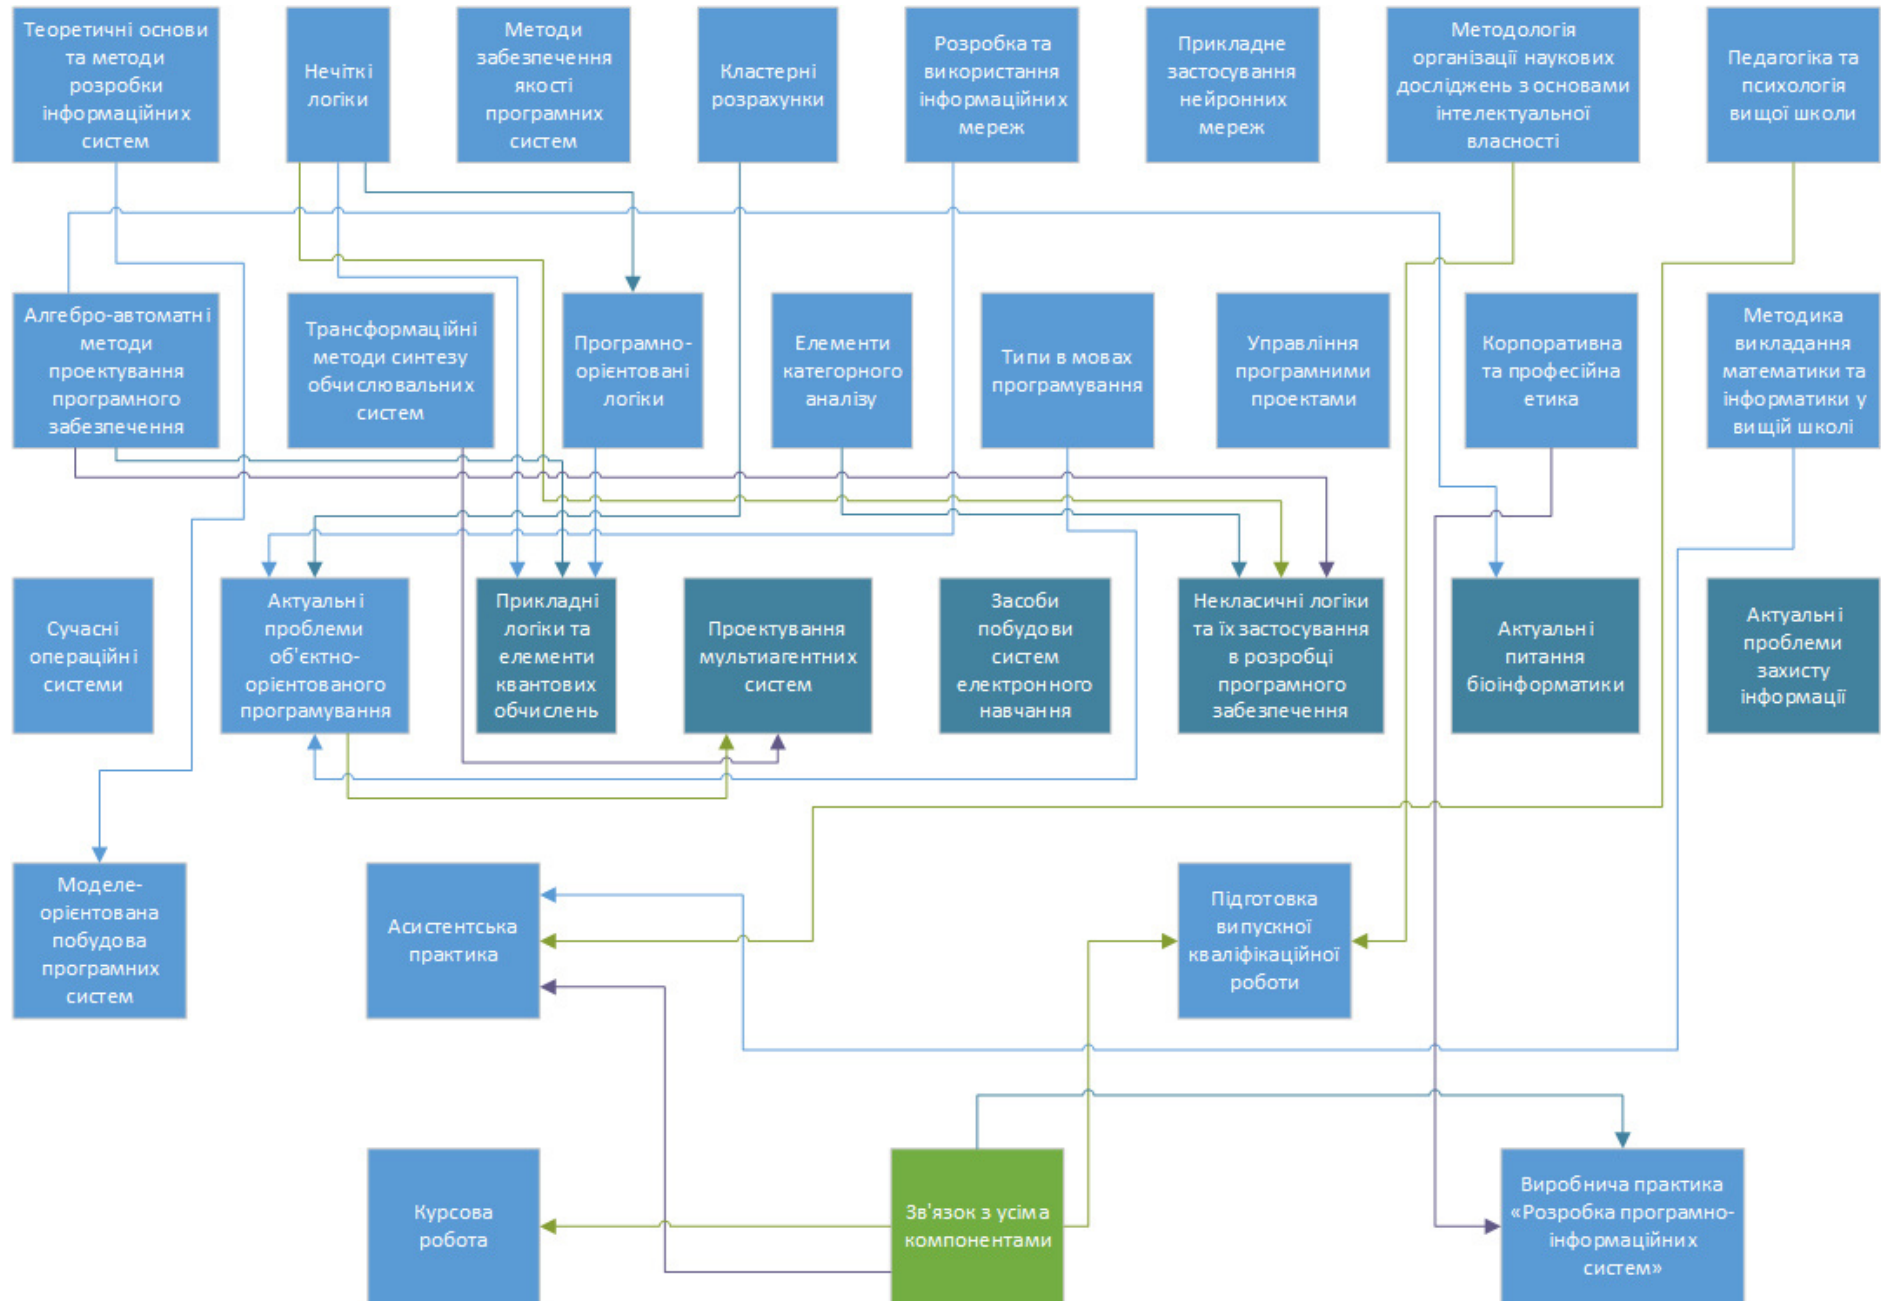 Теоретичні основи
та методи
розробки
інформаційних
систем
Нечіткі
логіки
Методи
забезпечення
якості
програмних
систем
Кластерні
розрахунки
Розробка та
використання
інформаційних
мереж
Прикладне
застосування
нейронних
мереж
Методологія
організації наукових
досліджень з основами
інтелектуальної
власності
Педагогіка та
психологія
вищої школи
Алгебро-автоматні
методи
проектування
програмного
забезпечення
Трансформаційні
методи синтезу
обчислювальних
систем
Програмно-
орієнтовані
логіки
Елементи
категорного
аналізу
Типи в мовах
програмування
Управління
програмними
проектами
Корпоративна
та професійна
етика
Методика
викладання
математики та
інформатики у
вищій школі
Сучасні
операційні
системи
Актуальні
проблеми
об'єктно-
орієнтованого
програмування
Прикладні
логіки та
елементи
квантових
обчислень
Проектування
мультиагентних
систем
Засоби
побудови
систем
електронного
навчання
Некласичні логіки
та їх застосування
в розробці
програмного
забезпечення
Актуальні
питання
біоінформатики
Актуальні
проблеми
захисту
інформації
Моделе-
орієнтована
побудова
програмних
систем
Асистентська
практика
Підготовка
випускної
кваліфікаційної
роботи
Курсова
робота
Зв'язок з усіма
компонентами
Виробнича практика
«Розробка програмно-
інформаційних
систем»